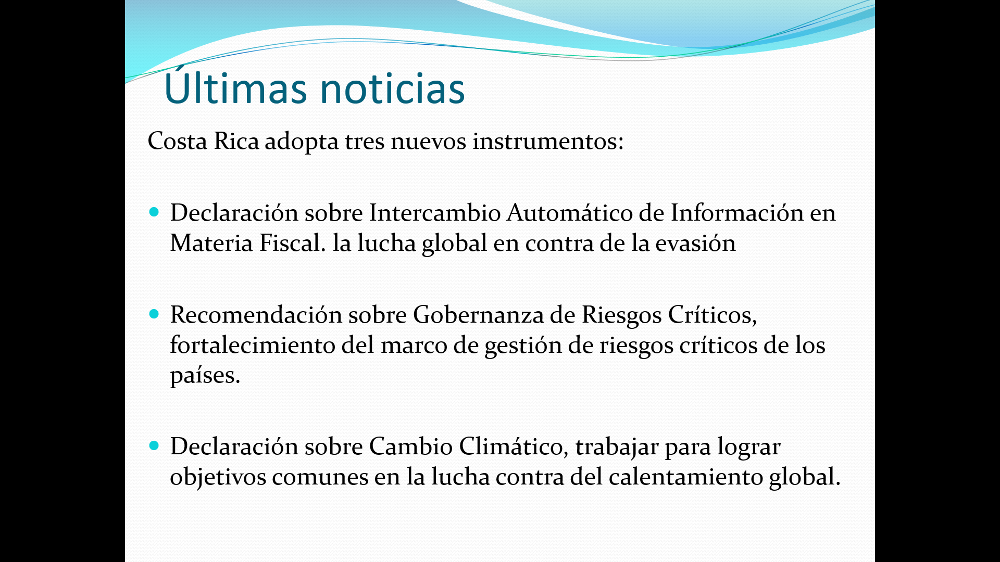 Últimas noticias
Costa Rica adopta tres nuevos instrumentos:
• Declaración sobre Intercambio Automático de Información en
Materia Fiscal. la lucha global en contra de la evasión
• Recomendación sobre Gobernanza de Riesgos Críticos,
fortalecimiento del marco de gestión de riesgos críticos de los
países.
• Declaración sobre Cambio Climático, trabajar para lograr
objetivos comunes en la lucha contra del calentamiento global.